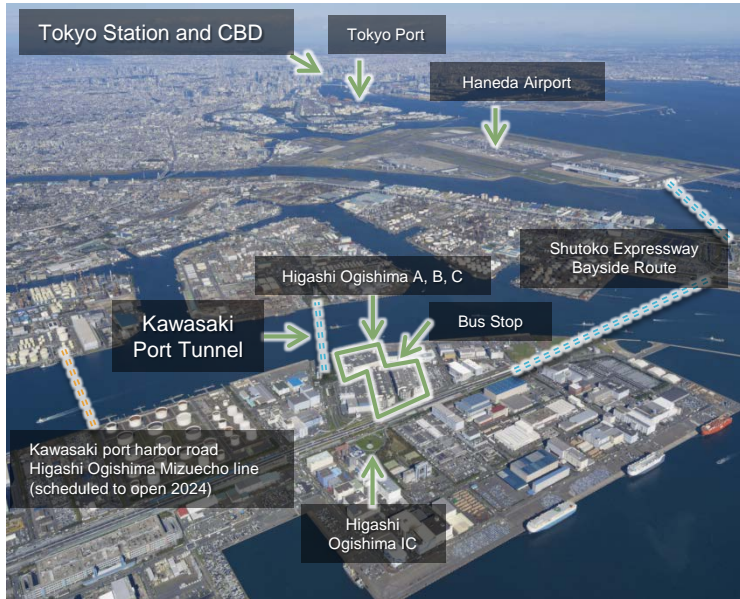 Tokyo Station and CBD
Tokyo Port
Haneda Airport
Shutoko Expressway
Bayside Route
Higashi Ogishima A, B, C
Kawasaki
Port Tunnel
Bus Stop
Kawasaki port harbor road
Higashi Ogishima Mizuecho line
(scheduled to open 2024)
Higashi
Ogishima IC